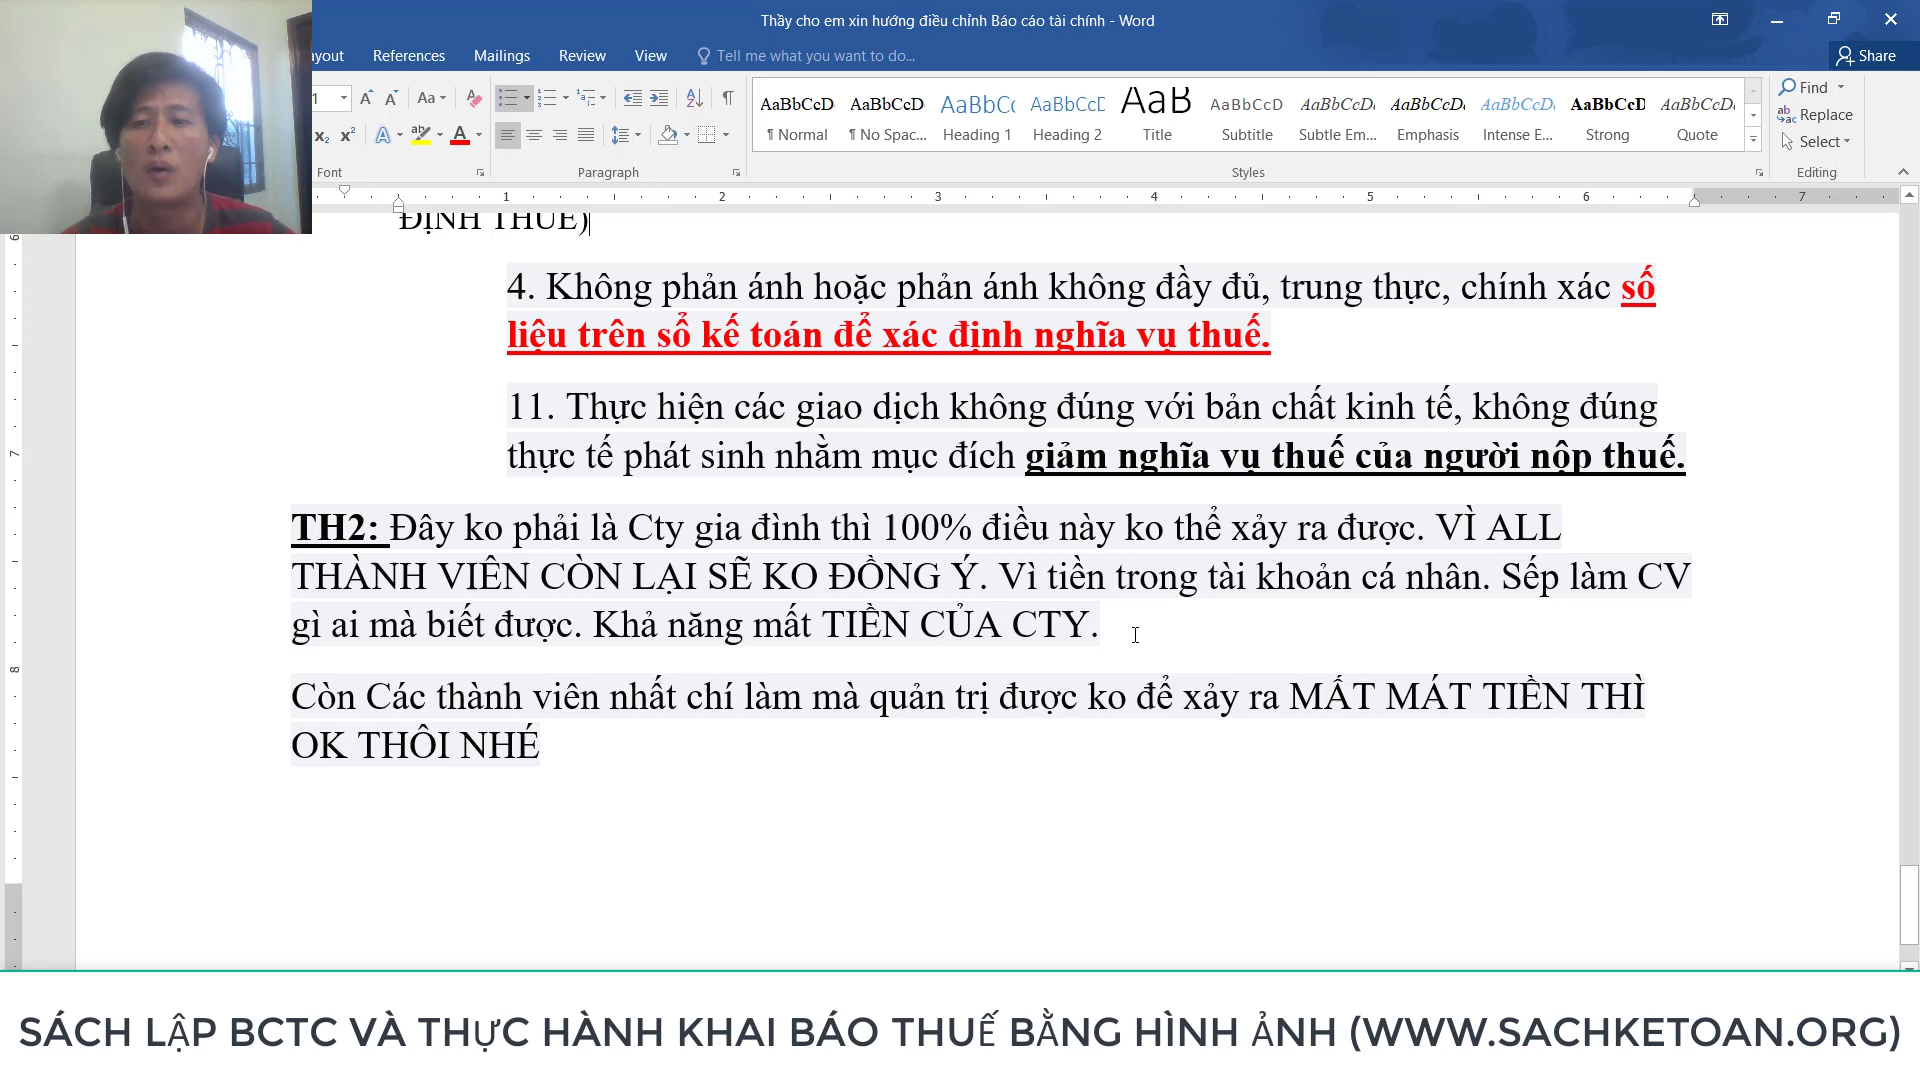 Thầy cho em xin hướng điều chỉnh Báo cáo tài chính - Word
ayout References Mailings Review View Tell me what you want to do... Share
AaBbCcD AaBbCcD AaBbC AaBbCcD AaB AaBbCcD AaBbCcD AaBbCcD AaBbCcD AaBbCcD AaBbCcD
¶ Normal ¶ No Spac... Heading 1 Heading 2 Title Subtitle Subtle Em... Emphasis Intense E... Strong Quote
Find
Replace
Select
Font Paragraph Styles Editing
1 2 3 4 5 6 7
ĐỊNH THUẾ)
4. Không phản ánh hoặc phản ánh không đầy đủ, trung thực, chính xác số
liệu trên sổ kế toán để xác định nghĩa vụ thuế.
11. Thực hiện các giao dịch không đúng với bản chất kinh tế, không đúng
thực tế phát sinh nhằm mục đích giảm nghĩa vụ thuế của người nộp thuế.
TH2: Đây ko phải là Cty gia đình thì 100% điều này ko thể xảy ra được. VÌ ALL
THÀNH VIÊN CÒN LẠI SẼ KO ĐỒNG Ý. Vì tiền trong tài khoản cá nhân. Sếp làm CV
gì ai mà biết được. Khả năng mất TIỀN CỦA CTY.
Còn Các thành viên nhất chí làm mà quản trị được ko để xảy ra MẤT MÁT TIỀN THÌ
OK THÔI NHÉ
SÁCH LẬP BCTC VÀ THỰC HÀNH KHAI BÁO THUẾ BẰNG HÌNH ẢNH (WWW.SACHKETOAN.ORG)